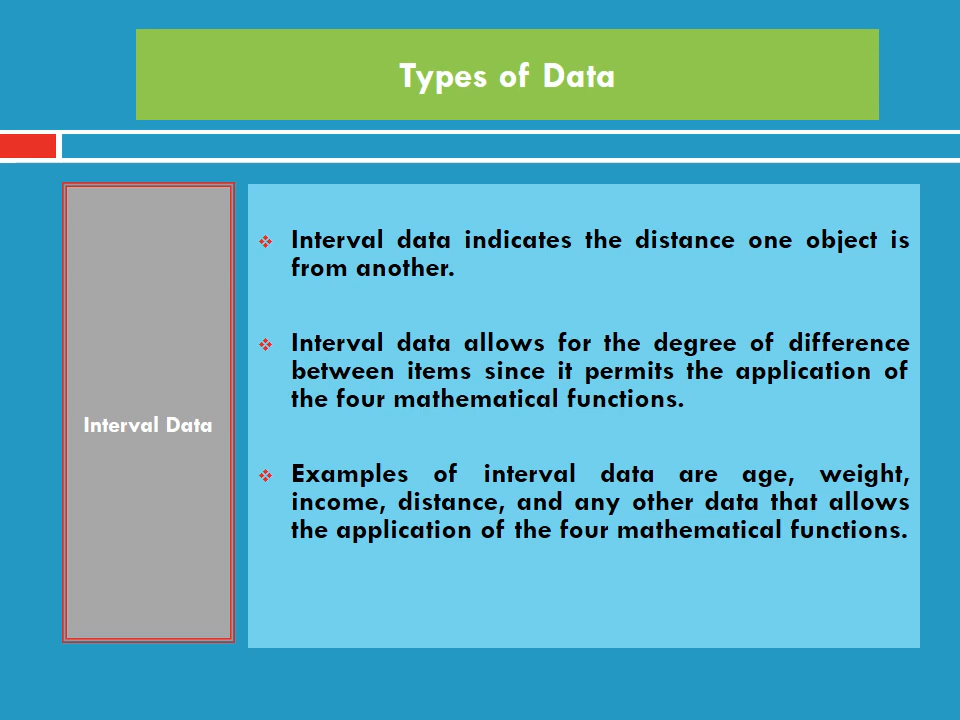 Types of Data
Interval Data
Interval data indicates the distance one object is
from another.
Interval data allows for the degree of difference
between items since it permits the application of
the four mathematical functions.
Examples of interval data are age, weight,
income, distance, and any other data that allows
the application of the four mathematical functions.